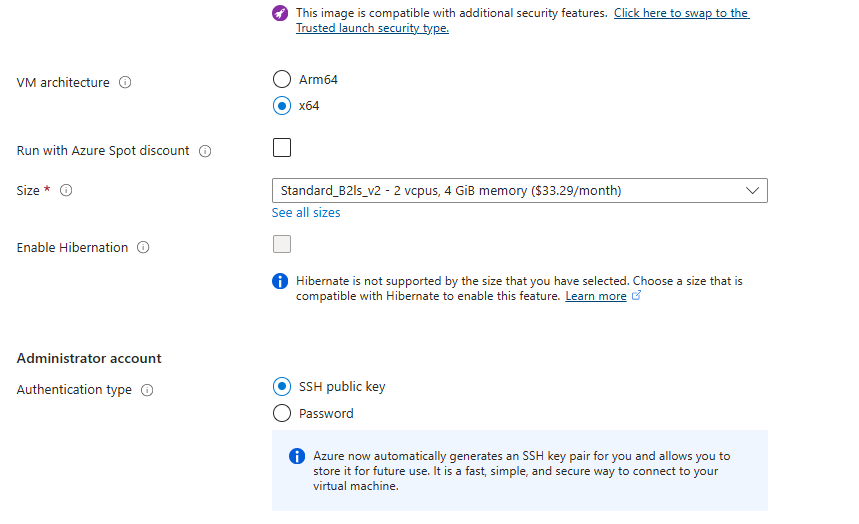 This image is compatible with additional security features. Click here to swap to the
Trusted launch security type.
VM architecture
Arm64
x64
Run with Azure Spot discount
Size *
Standard_B2ls_v2 - 2 vcpus, 4 GiB memory ($33.29/month)
See all sizes
Enable Hibernation
Hibernate is not supported by the size that you have selected. Choose a size that is
compatible with Hibernate to enable this feature. Learn more
Administrator account
Authentication type
SSH public key
Password
Azure now automatically generates an SSH key pair for you and allows you to
store it for future use. It is a fast, simple, and secure way to connect to your
virtual machine.